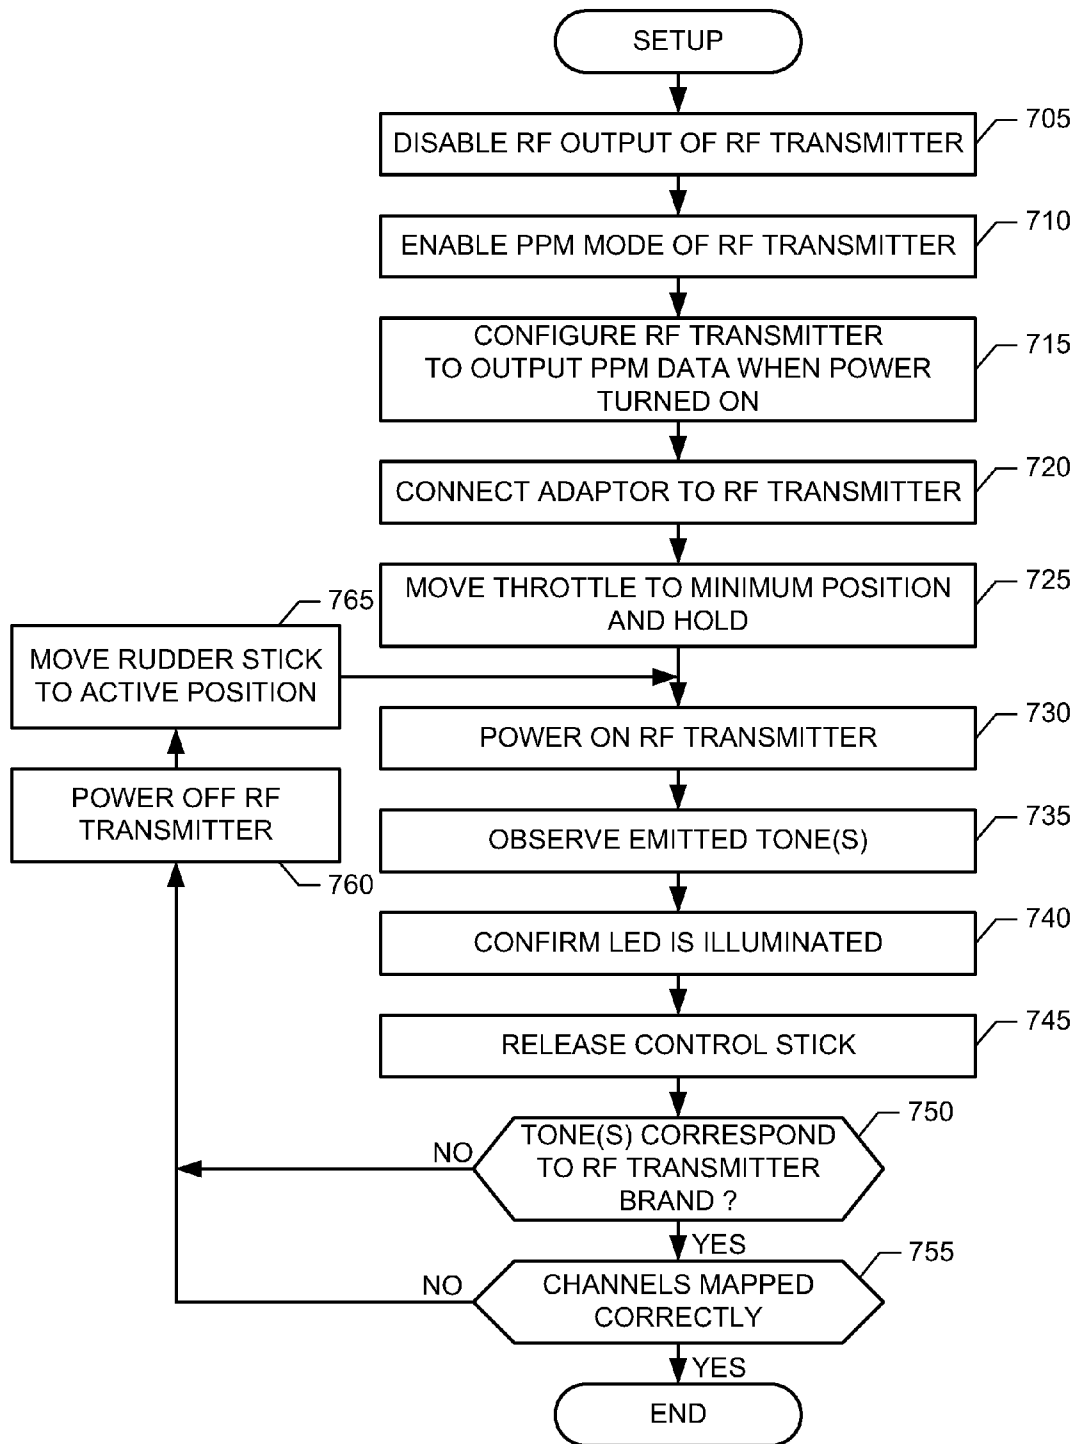 SETUP
705
DISABLE RF OUTPUT OF RF TRANSMITTER
710
ENABLE PPM MODE OF RF TRANSMITTER
715
CONFIGURE RF TRANSMITTER
TO OUTPUT PPM DATA WHEN POWER
TURNED ON
720
CONNECT ADAPTOR TO RF TRANSMITTER
725
MOVE THROTTLE TO MINIMUM POSITION
AND HOLD
765
MOVE RUDDER STICK
TO ACTIVE POSITION
730
POWER ON RF TRANSMITTER
POWER OFF RF
TRANSMITTER
760
735
OBSERVE EMITTED TONE(S)
740
CONFIRM LED IS ILLUMINATED
745
RELEASE CONTROL STICK
750
TONE(S) CORRESPOND
TO RF TRANSMITTER
BRAND ?
NO
YES
755
CHANNELS MAPPED
CORRECTLY
NO
YES
END